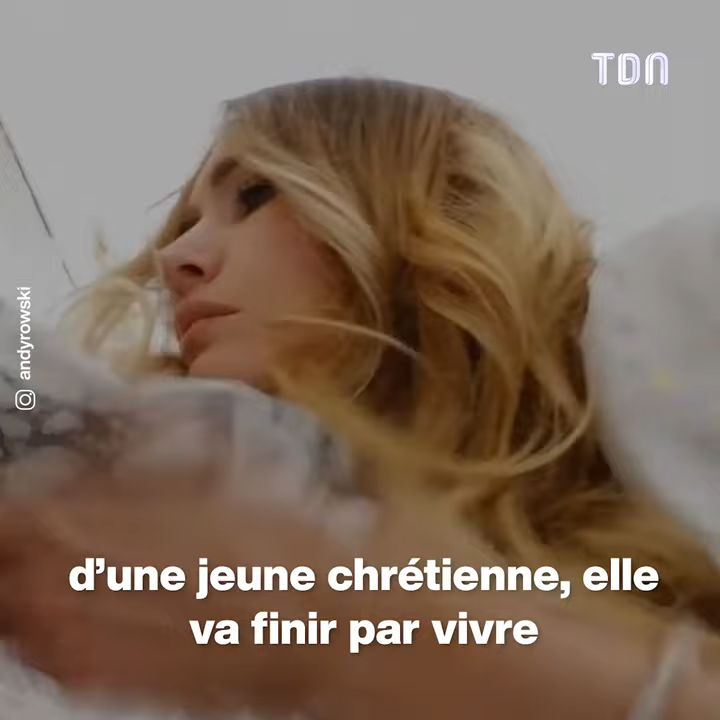 TDN
andyrowski
d’une jeune chrétienne, elle
va finir par vivre